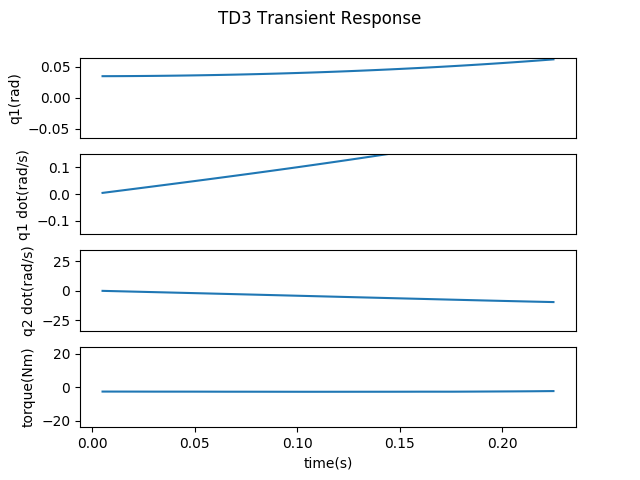 TD3 Transient Response
q1(rad)
0.05
0.00
−0.05
q1 dot(rad/s)
0.1
0.0
−0.1
q2 dot(rad/s)
25
0
−25
torque(Nm)
20
0
−20
0.00 0.05 0.10 0.15 0.20
time(s)